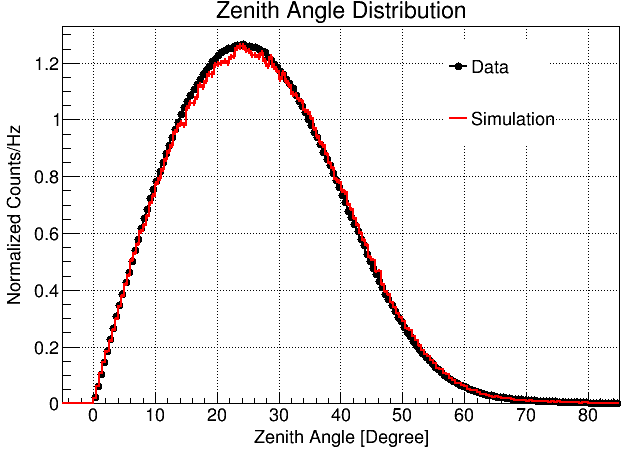 Zenith Angle Distribution
Normalized Counts/Hz
1.2
1
0.8
0.6
0.4
0.2
0
Data
Simulation
0 10 20 30 40 50 60 70 80
Zenith Angle [Degree]